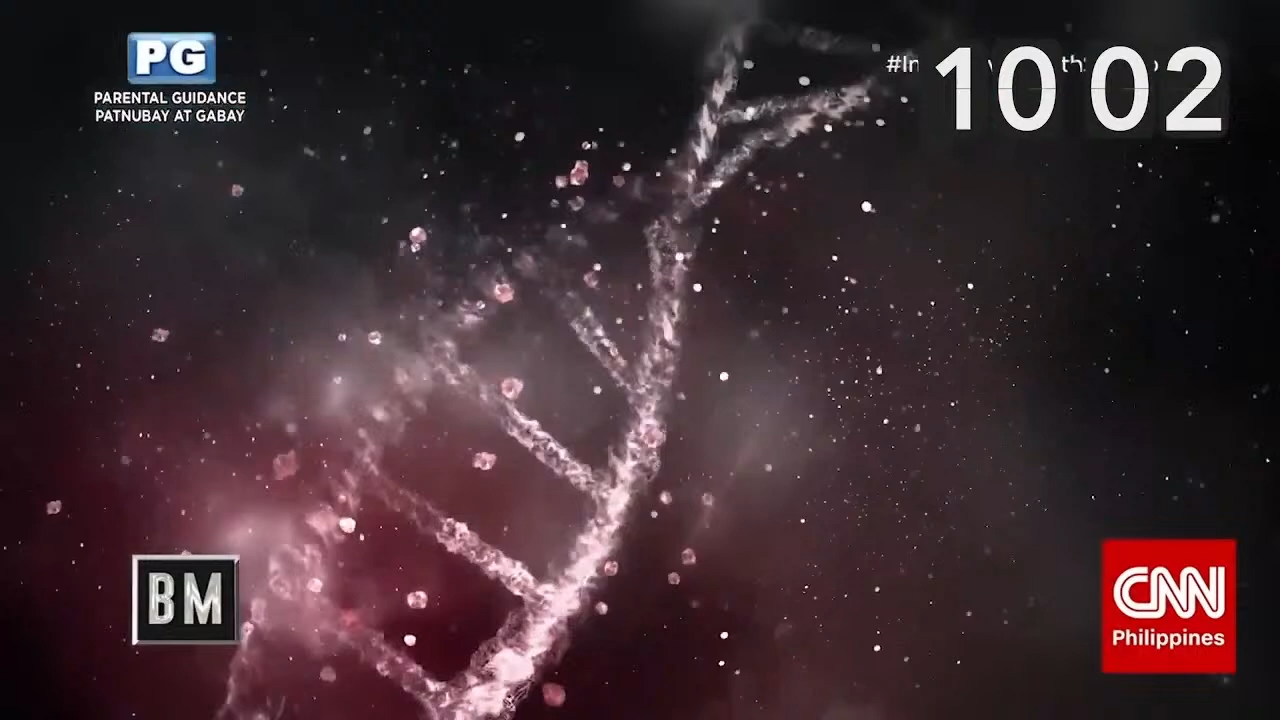 PG
PARENTAL GUIDANCE
PATNUBAY AT GABAY
10 02
BM
CNN
Philippines